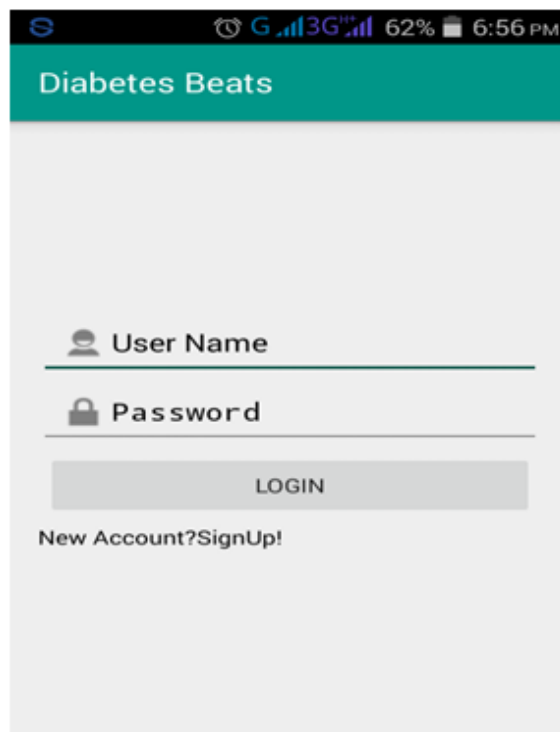 G 3G H+ 62% 6:56 PM
Diabetes Beats
User Name
Password
LOGIN
New Account?SignUp!